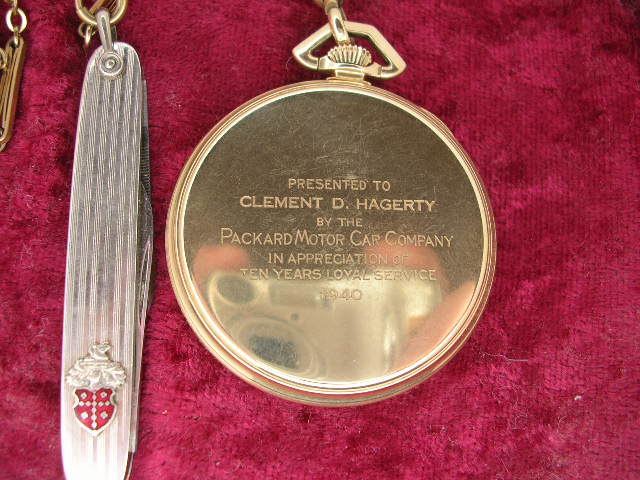 PRESENTED TO
CLEMENT D. HAGERTY
BY THE
PACKARD MOTOR CAR COMPANY
IN APPRECIATION OF
TEN YEARS LOYAL SERVICE
1940